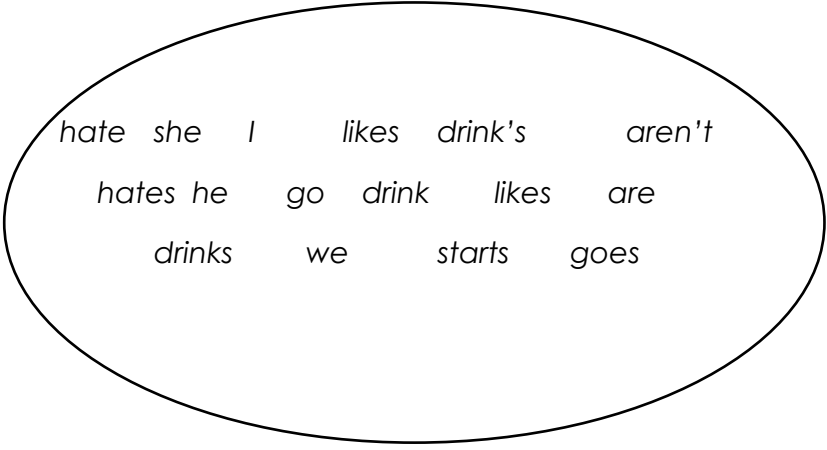 hate she I likes drink’s aren’t
hates he go drink likes are
drinks we starts goes